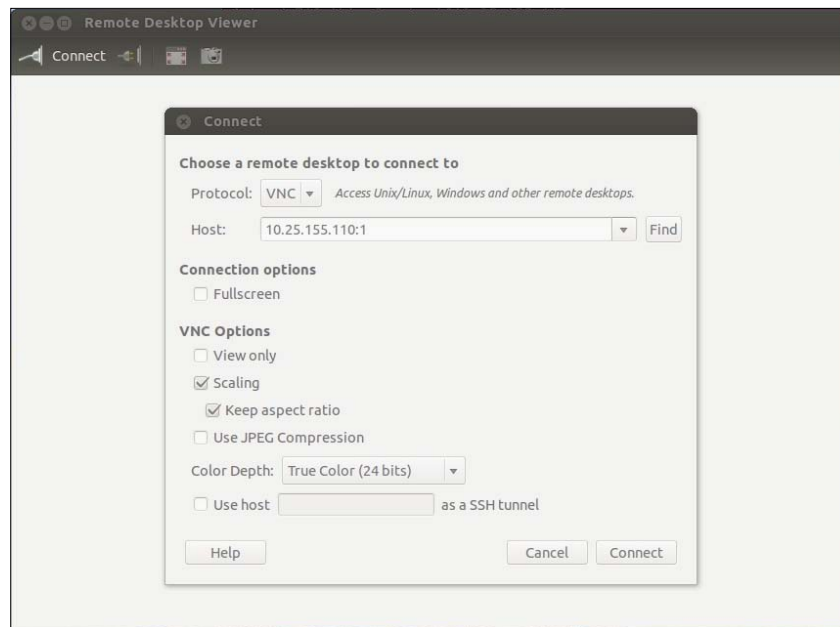 Remote Desktop Viewer
Connect
Connect
Choose a remote desktop to connect to
Protocol: VNC Access Unix/Linux, Windows and other remote desktops.
Host: 10.25.155.110:1 Find
Connection options
Fullscreen
VNC Options
View only
Scaling
Keep aspect ratio
Use JPEG Compression
Color Depth: True Color (24 bits)
Use host as a SSH tunnel
Help Cancel Connect